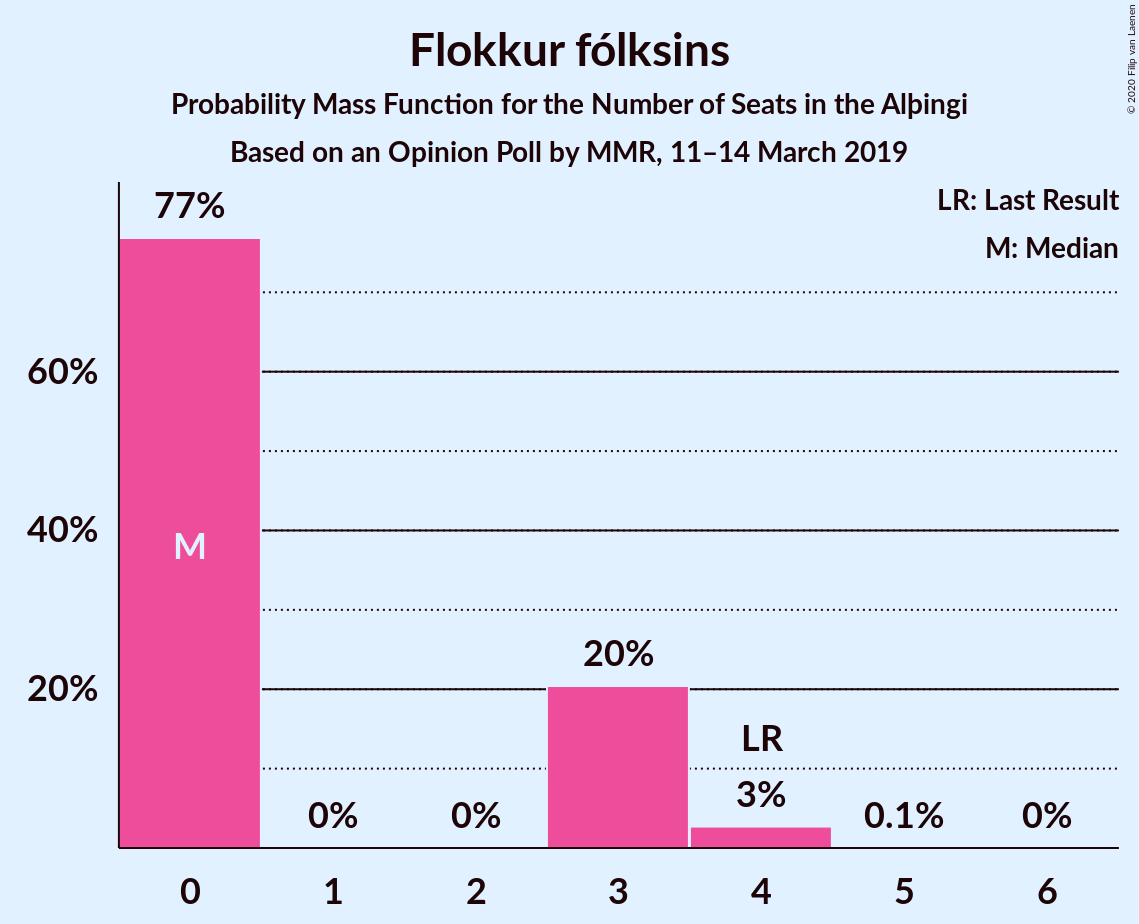 Flokkur fólksins
Probability Mass Function for the Number of Seats in the Alþingi
Based on an Opinion Poll by MMR, 11–14 March 2019
© 2020 Filip van Laenen
LR: Last Result
M: Median
77%
60%
40%
20%
M
0%
0%
20%
LR
3%
0.1%
0%
0 1 2 3 4 5 6